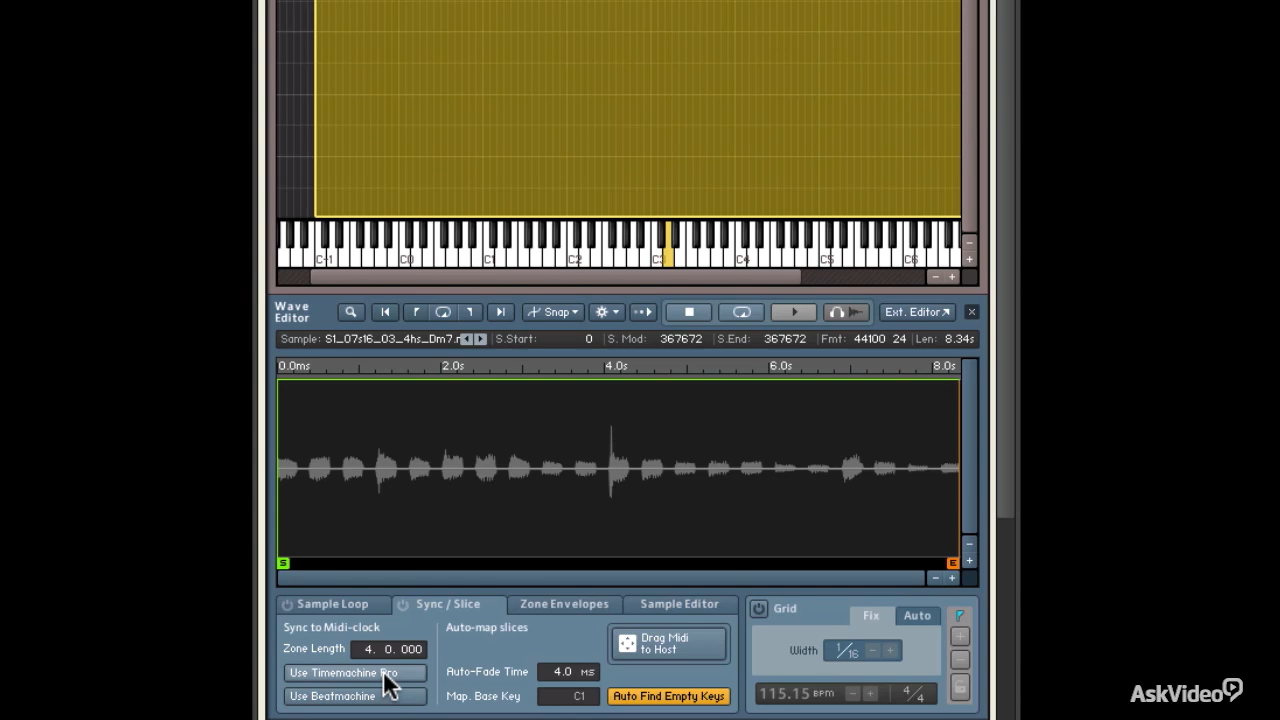 C-1 C0 C1 C2 C3 C4 C5 C6
Wave Editor
Snap
Ext. Editor
Sample: S1_07s16_03_4hs_Dm7.r S.Start: 0 S. Mod: 367672 S.End: 367672 Fmt: 44100 24 Len: 8.34s
0.0ms 2.0s 4.0s 6.0s 8.0s
S E
Sample Loop Sync / Slice Zone Envelopes Sample Editor
Grid Fix Auto
Sync to Midi-clock Auto-map slices
Drag Midi to Host
Zone Length 4. 0. 000
Width 1/16
Use Timemachine Pro
Auto-Fade Time 4.0 ms
Use Beatmachine
Map. Base Key C1 Auto Find Empty Keys
115.15 BPM 4/4
AskVideo